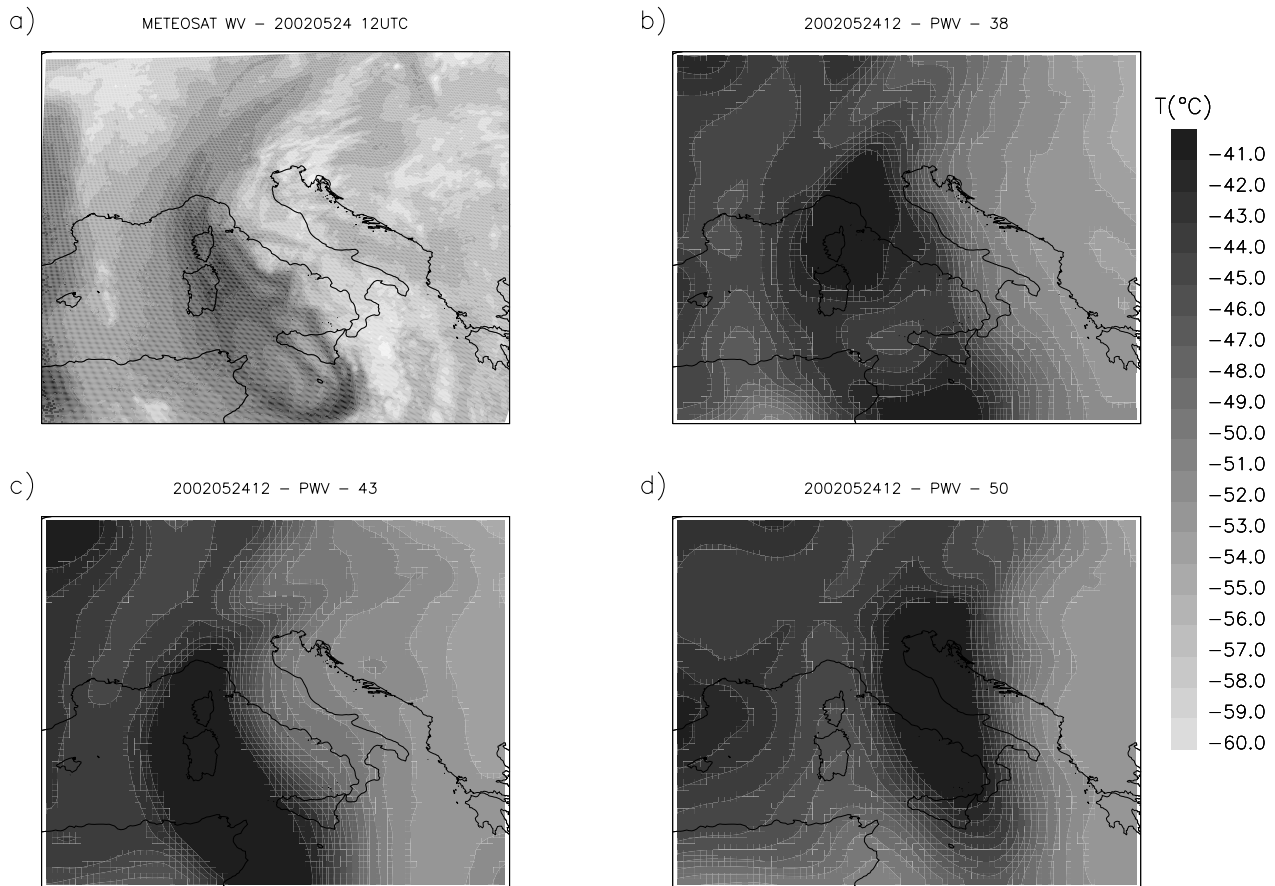 a)
METEOSAT WV – 20020524 12UTC
b)
2002052412 – PWV – 38
T(°C)
−41.0
−42.0
−43.0
−44.0
−45.0
−46.0
−47.0
−48.0
−49.0
−50.0
−51.0
−52.0
−53.0
−54.0
−55.0
−56.0
−57.0
−58.0
−59.0
−60.0
c)
2002052412 – PWV – 43
d)
2002052412 – PWV – 50